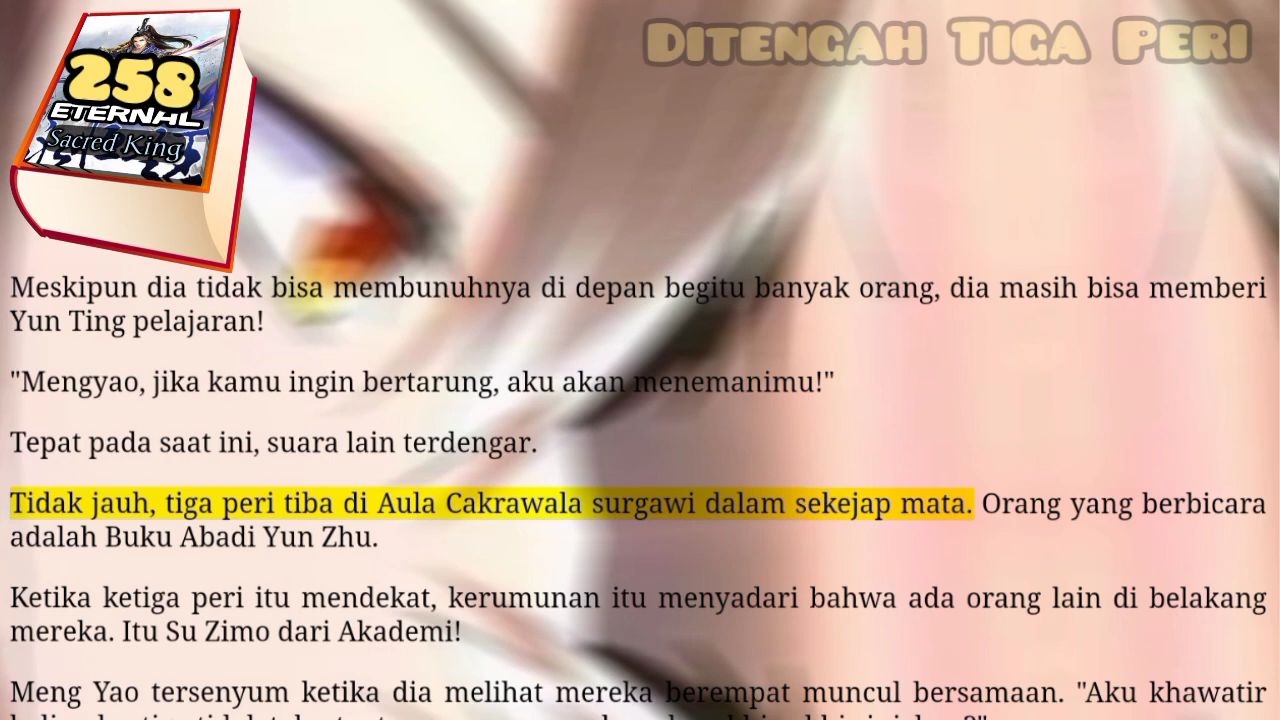 Ditengah Tiga Peri
258
ETERNAL
Sacred King
Meskipun dia tidak bisa membunuhnya di depan begitu banyak orang, dia masih bisa memberi
Yun Ting pelajaran!
"Mengyao, jika kamu ingin bertarung, aku akan menemanimu!"
Tepat pada saat ini, suara lain terdengar.
Tidak jauh, tiga peri tiba di Aula Cakrawala surgawi dalam sekejap mata. Orang yang berbicara
adalah Buku Abadi Yun Zhu.
Ketika ketiga peri itu mendekat, kerumunan itu menyadari bahwa ada orang lain di belakang
mereka. Itu Su Zimo dari Akademi!
Meng Yao tersenyum ketika dia melihat mereka berempat muncul bersamaan. "Aku khawatir